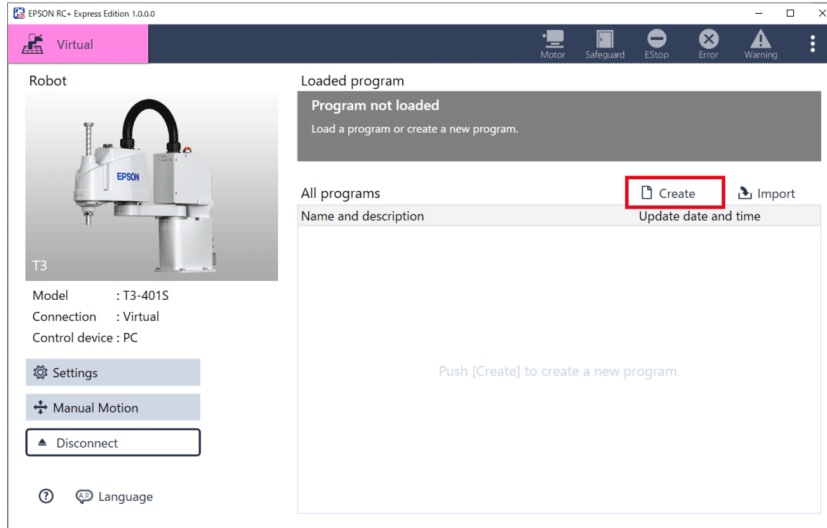 EPSON RC+ Express Edition 1.0.0.0
Virtual
Motor
Safeguard
EStop
Error
Warning
Robot
EPSON
T3
Model : T3-401S
Connection : Virtual
Control device : PC
Settings
Manual Motion
Disconnect
Language
Loaded program
Program not loaded
Load a program or create a new program.
All programs
Create
Import
Name and description
Update date and time
Push [Create] to create a new program.